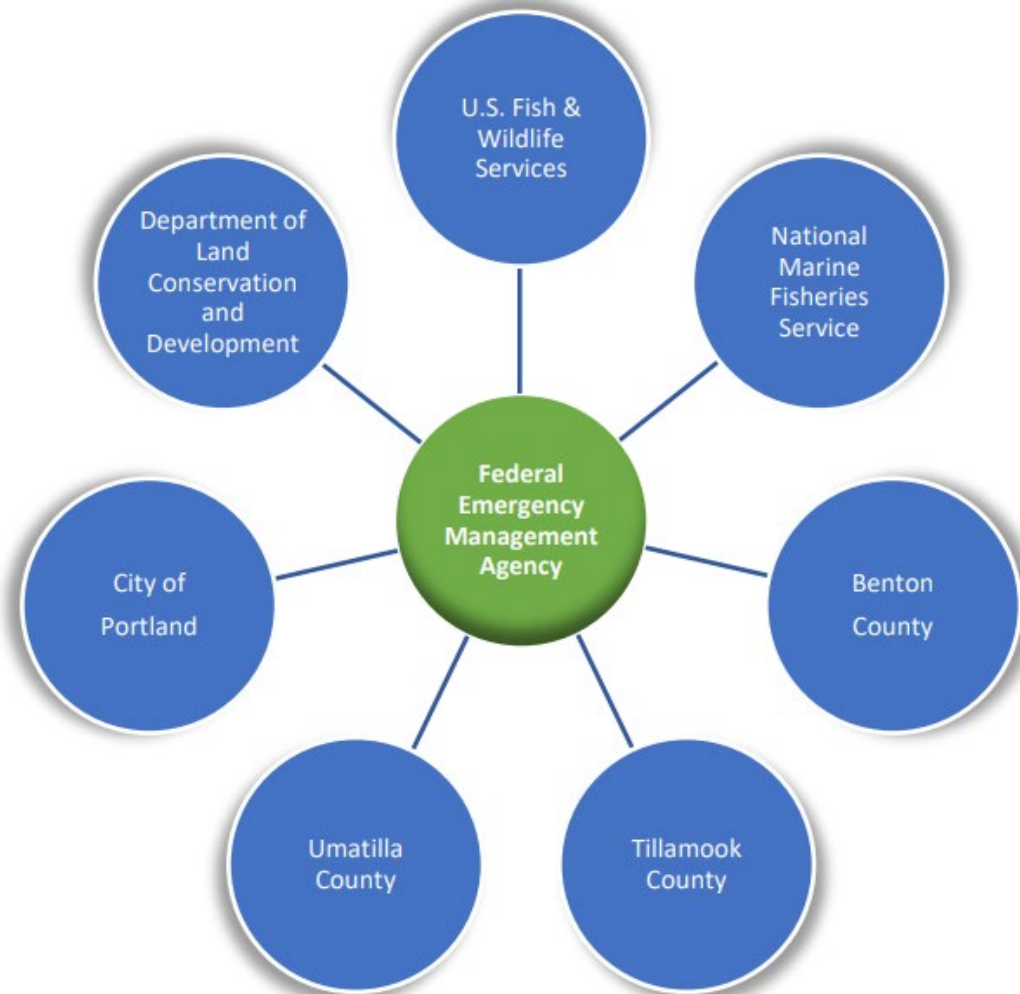 U.S. Fish &
Wildlife
Services
Department of
Land
Conservation
and
Development
National
Marine
Fisheries
Service
Federal
Emergency
Management
Agency
City of
Portland
Benton
County
Umatilla
County
Tillamook
County